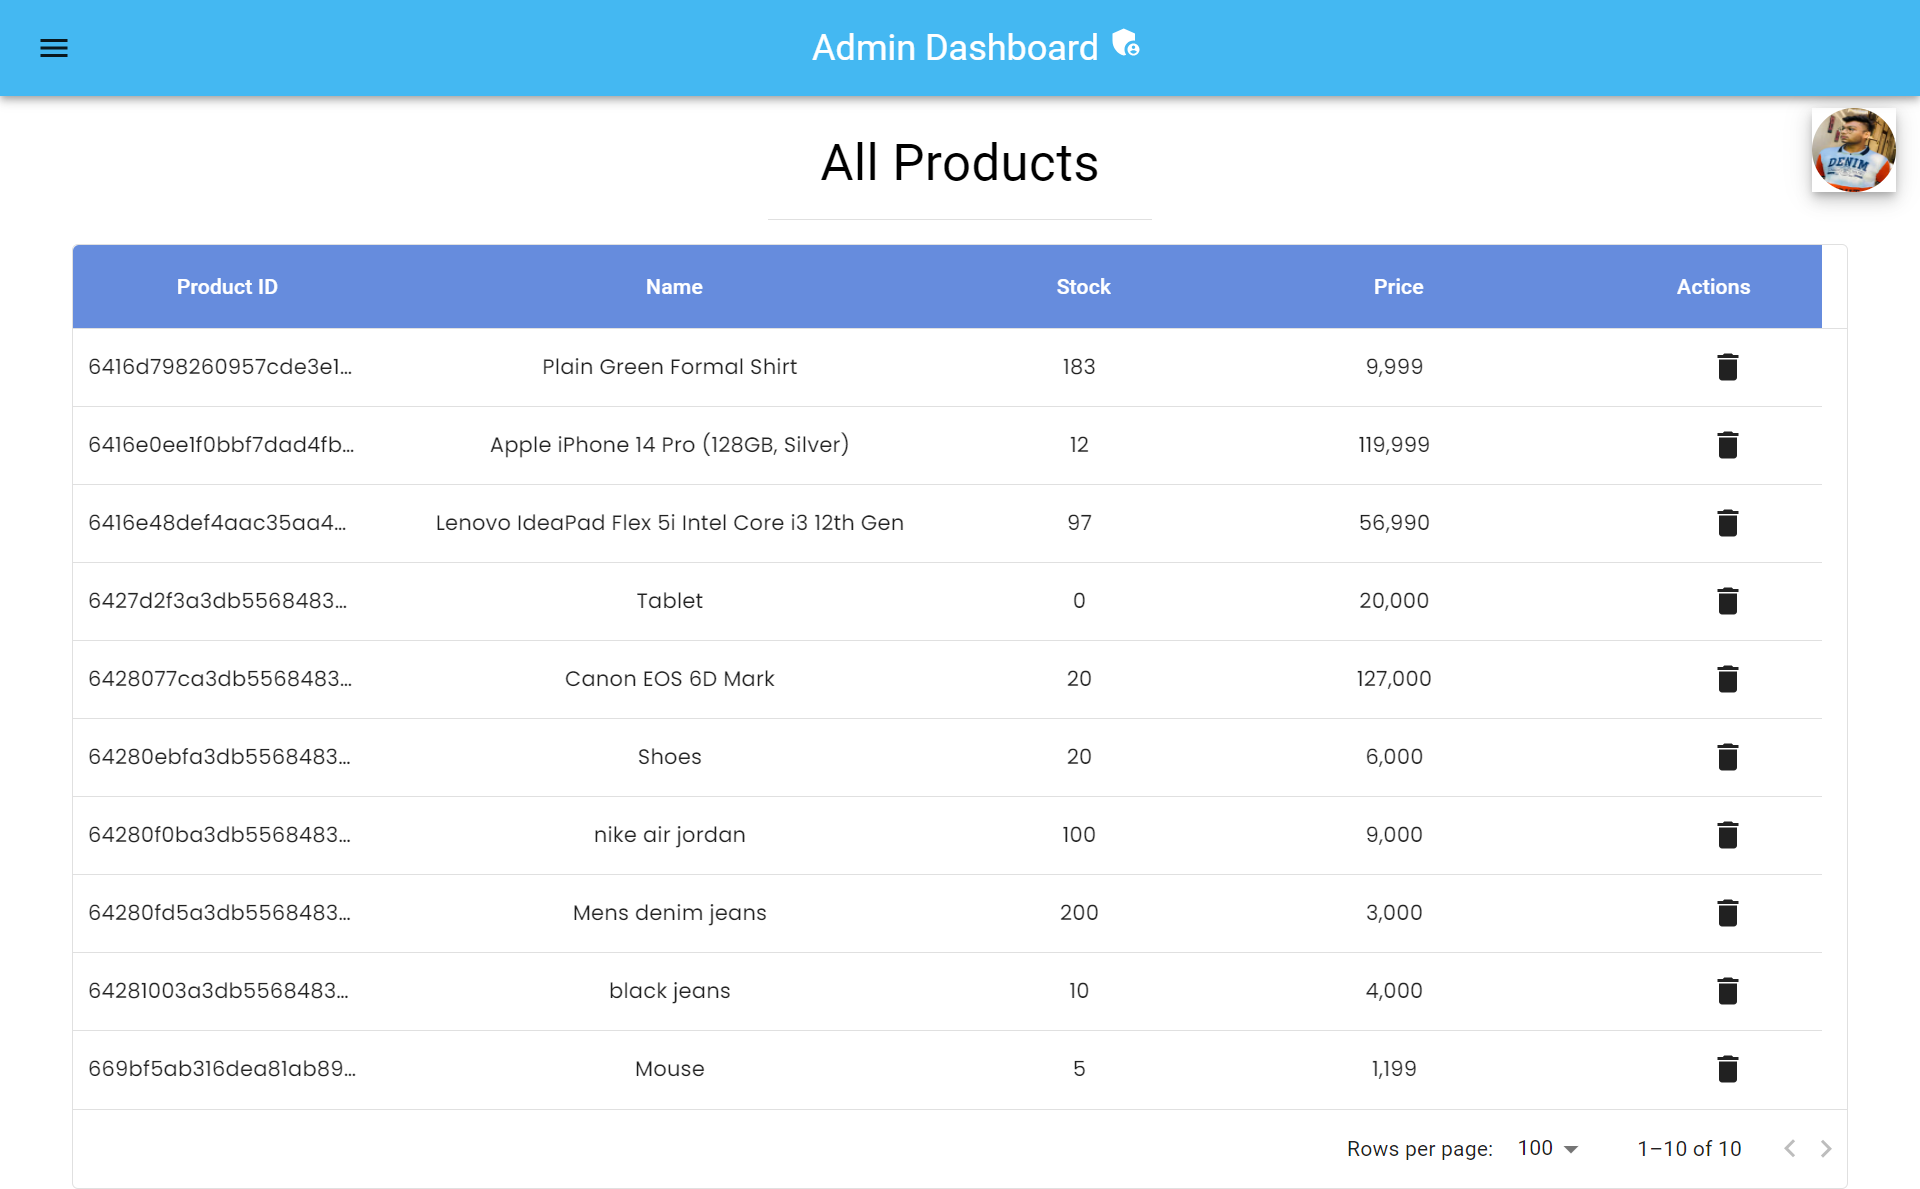 Admin Dashboard
DENIM
All Products
Product ID Name Stock Price Actions
6416d798260957cde3e1... Plain Green Formal Shirt 183 9,999
6416e0ee1f0bbf7dad4fb... Apple iPhone 14 Pro (128GB, Silver) 12 119,999
6416e48def4aac35aa4... Lenovo IdeaPad Flex 5i Intel Core i3 12th Gen 97 56,990
6427d2f3a3db5568483... Tablet 0 20,000
6428077ca3db5568483... Canon EOS 6D Mark 20 127,000
64280ebfa3db5568483... Shoes 20 6,000
64280f0ba3db5568483... nike air jordan 100 9,000
64280fd5a3db5568483... Mens denim jeans 200 3,000
64281003a3db5568483... black jeans 10 4,000
669bf5ab316dea81ab89... Mouse 5 1,199
Rows per page: 100 1–10 of 10